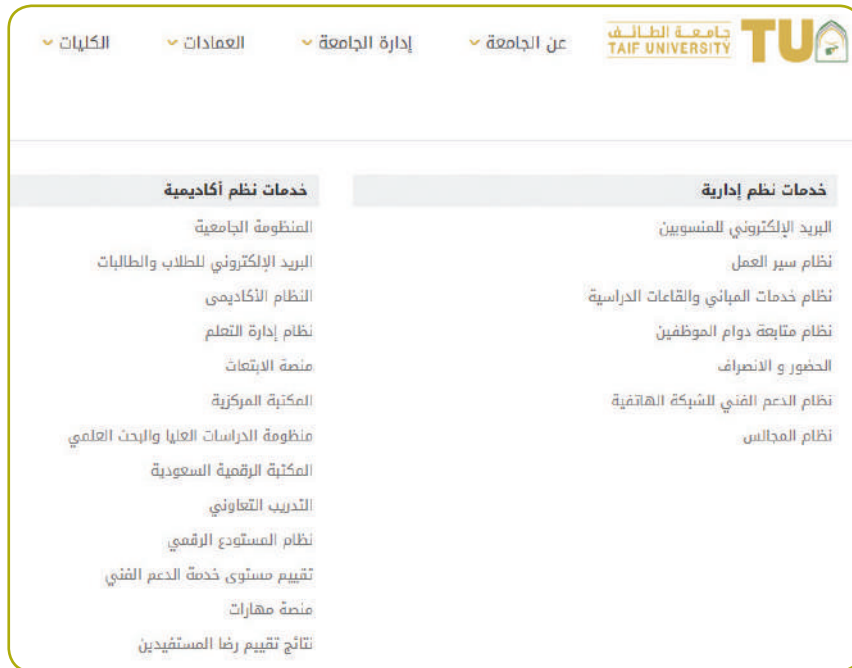 جامعة الطائف
TAIF UNIVERSITY
TU
عن الجامعة
إدارة الجامعة
العمادات
الكليات
خدمات نظم إدارية
البريد الإلكتروني للمنسوبين
نظام سير العمل
نظام خدمات المباني والقاعات الدراسية
نظام متابعة دوام الموظفين
الحضور و الانصراف
نظام الدعم الفني للشبكة الهاتفية
نظام المجالس
خدمات نظم أكاديمية
المنظومة الجامعية
البريد الإلكتروني للطلاب والطالبات
النظام الأكاديمى
نظام إدارة التعلم
منصة الابتعاث
المكتبة المركزية
منظومة الدراسات العليا والبحث العلمي
المكتبة الرقمية السعودية
التدريب التعاوني
نظام المستودع الرقمي
تقييم مستوى خدمة الدعم الفني
منصة مهارات
نتائج تقييم رضا المستفيدين